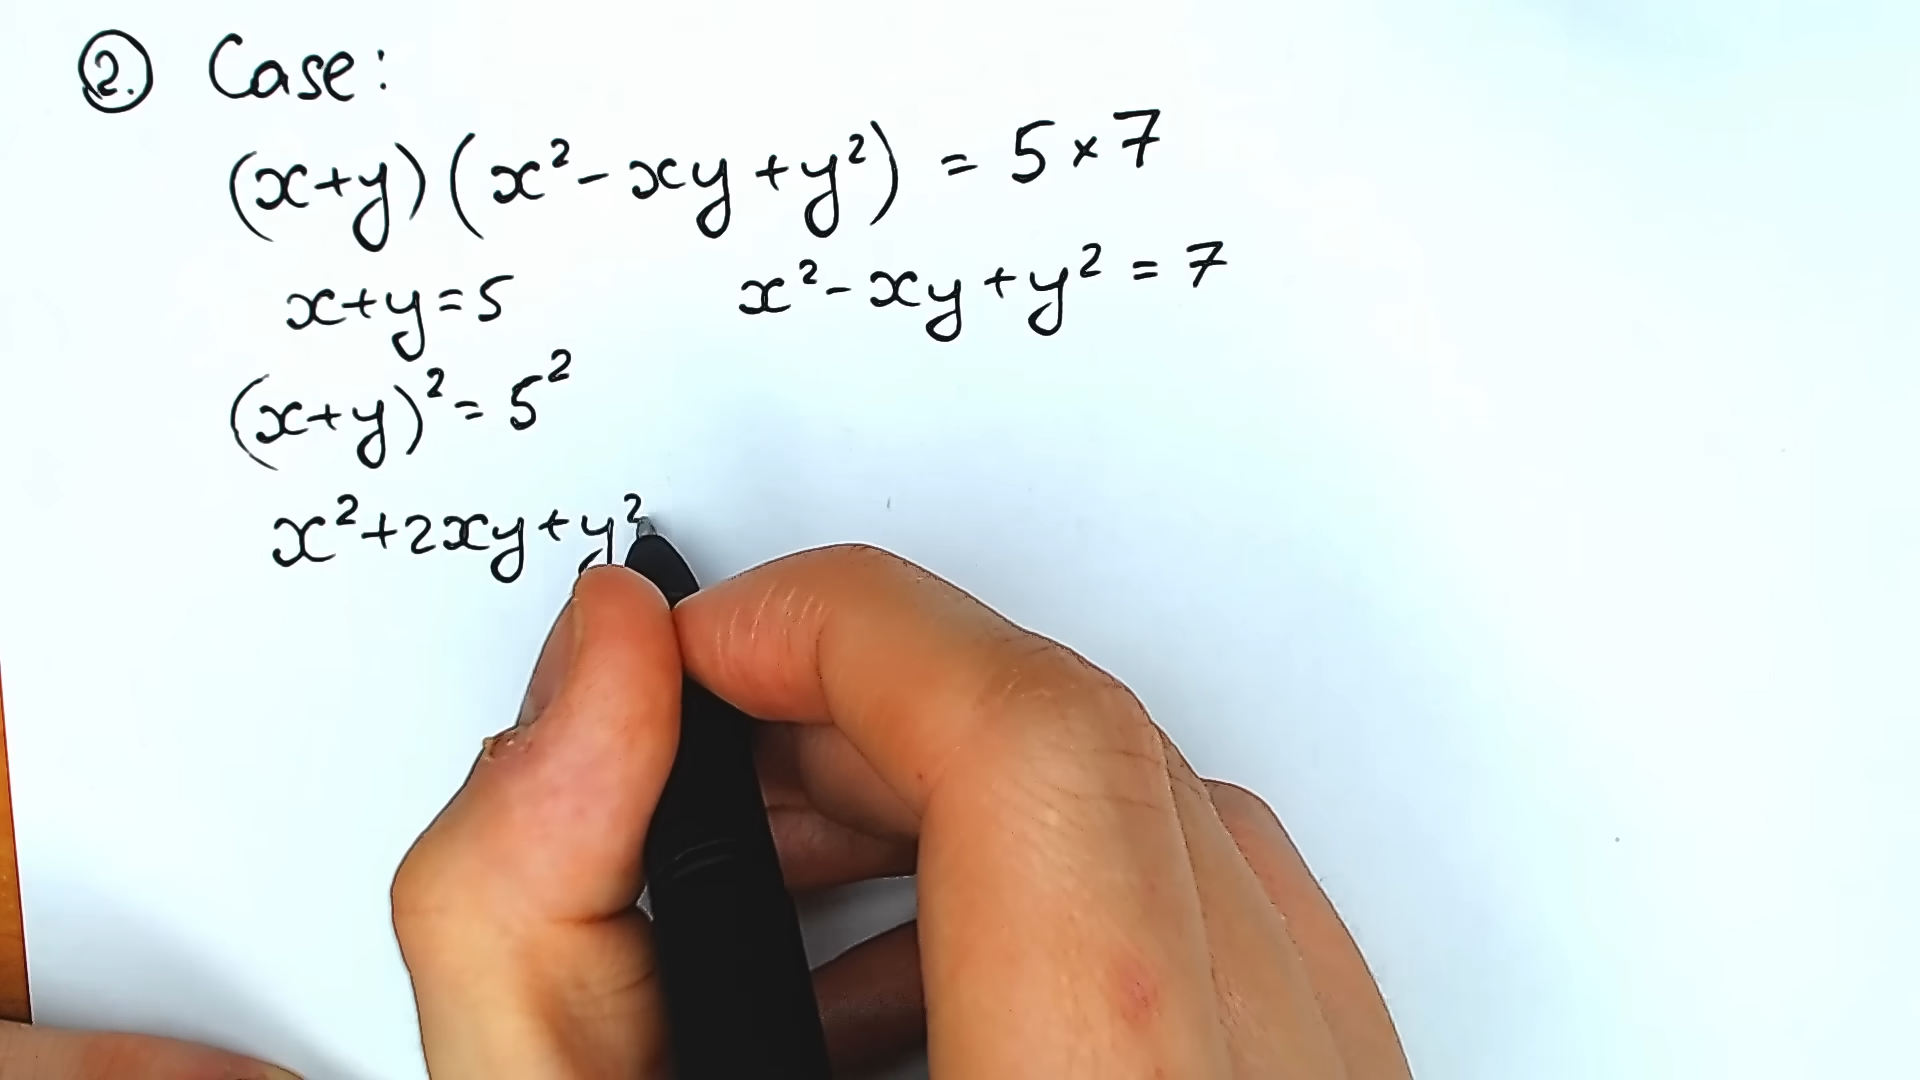 2. Case:
(x+y)(x²-xy+y²) = 5×7
x+y=5 x²-xy+y²=7
(x+y)²=5²
x²+2xy+y²